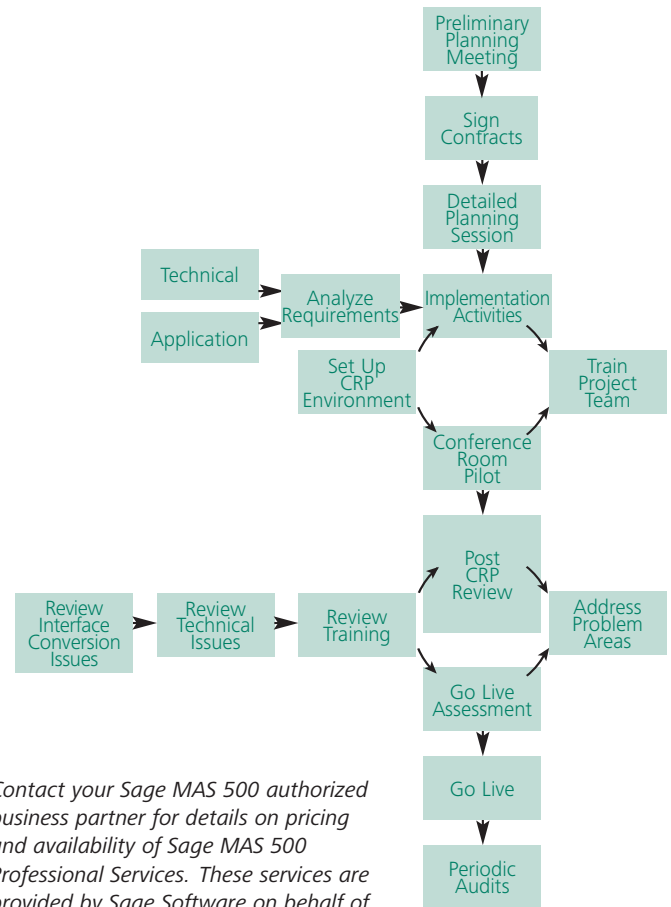 Preliminary
Planning
Meeting
Sign
Contracts
Detailed
Planning
Session
Technical
Application
Analyze
Requirements
Implementation
Activities
Set Up
CRP
Environment
Train
Project
Team
Conference
Room
Pilot
Post
CRP
Review
Review
Interface
Conversion
Issues
Review
Technical
Issues
Review
Training
Address
Problem
Areas
Go Live
Assessment
Go Live
Periodic
Audits
Contact your Sage MAS 500 authorized
business partner for details on pricing
and availability of Sage MAS 500
Professional Services. These services are
provided by Sage Software on behalf of